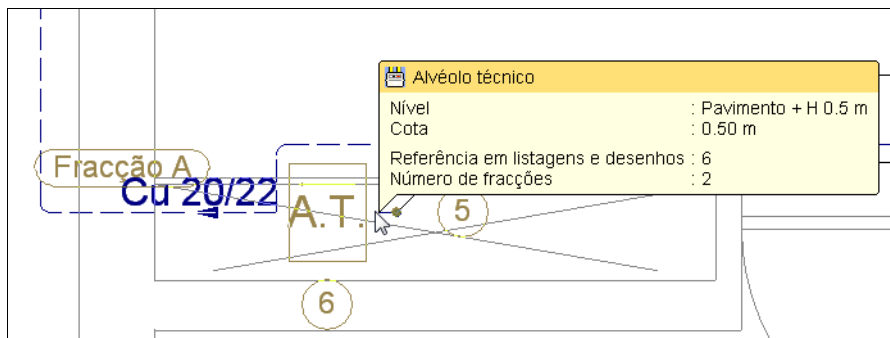 Alvéolo técnico
Nível : Pavimento + H 0.5 m
Cota : 0.50 m
Referência em listagens e desenhos : 6
Número de fracções : 2
Fracção A
Cu 20/22
A.T.
5
6